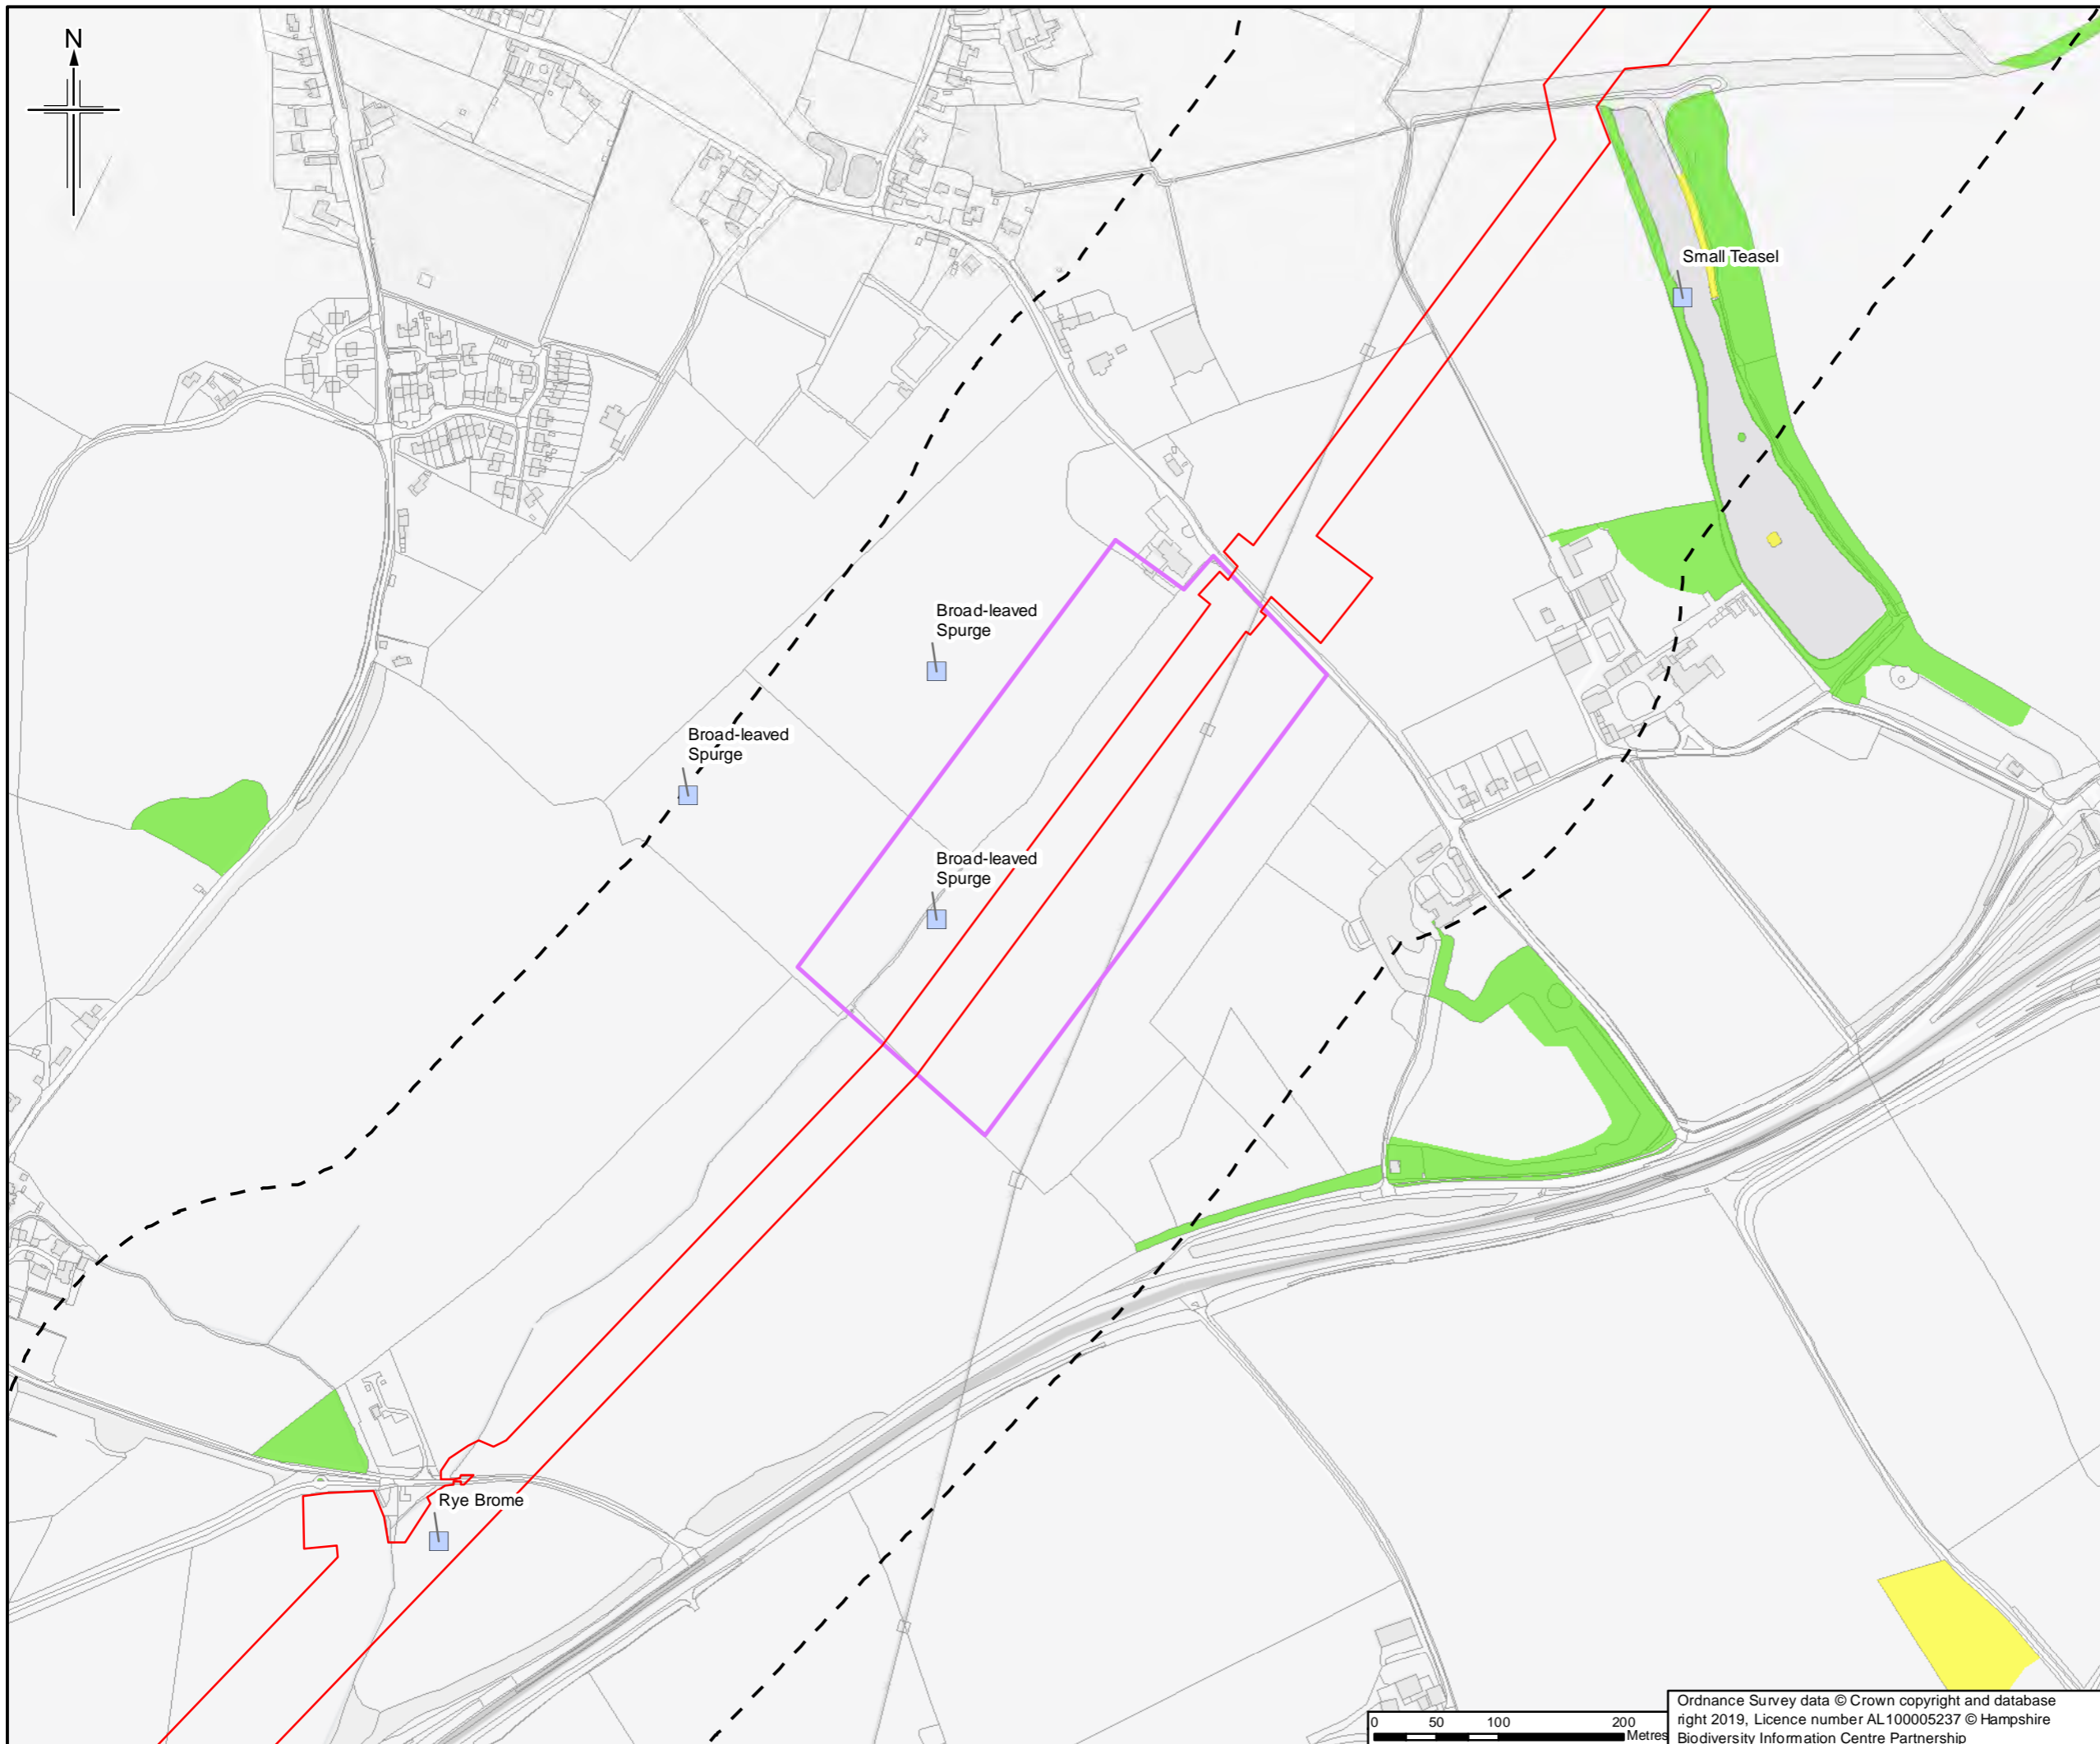 N
Small Teasel
Broad-leaved
Spurge
Broad-leaved
Spurge
Broad-leaved
Spurge
Rye Brome
0 50 100 200
Metres
Ordnance Survey data © Crown copyright and database
right 2019, Licence number AL100005237 © Hampshire
Biodiversity Information Centre Partnership